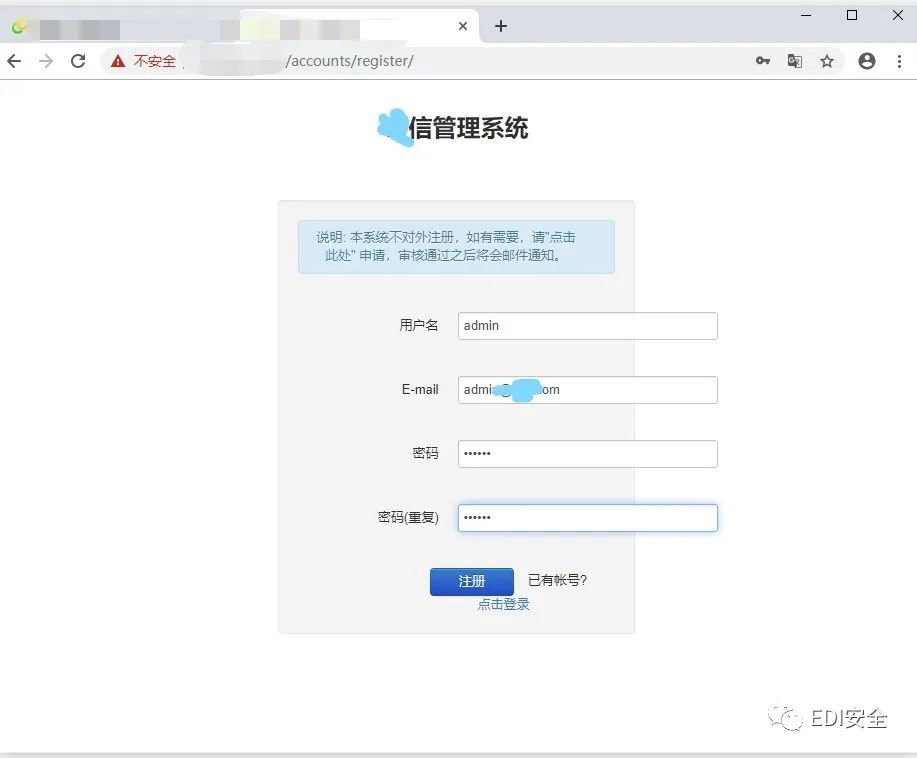 不安全
/accounts/register/
信管理系统
说明: 本系统不对外注册，如有需要，请"点击
此处" 申请，审核通过之后将会邮件通知。
用户名 admin
E-mail admi om
密码 ••••••
密码(重复) ••••••
注册 已有帐号?
点击登录
EDI安全